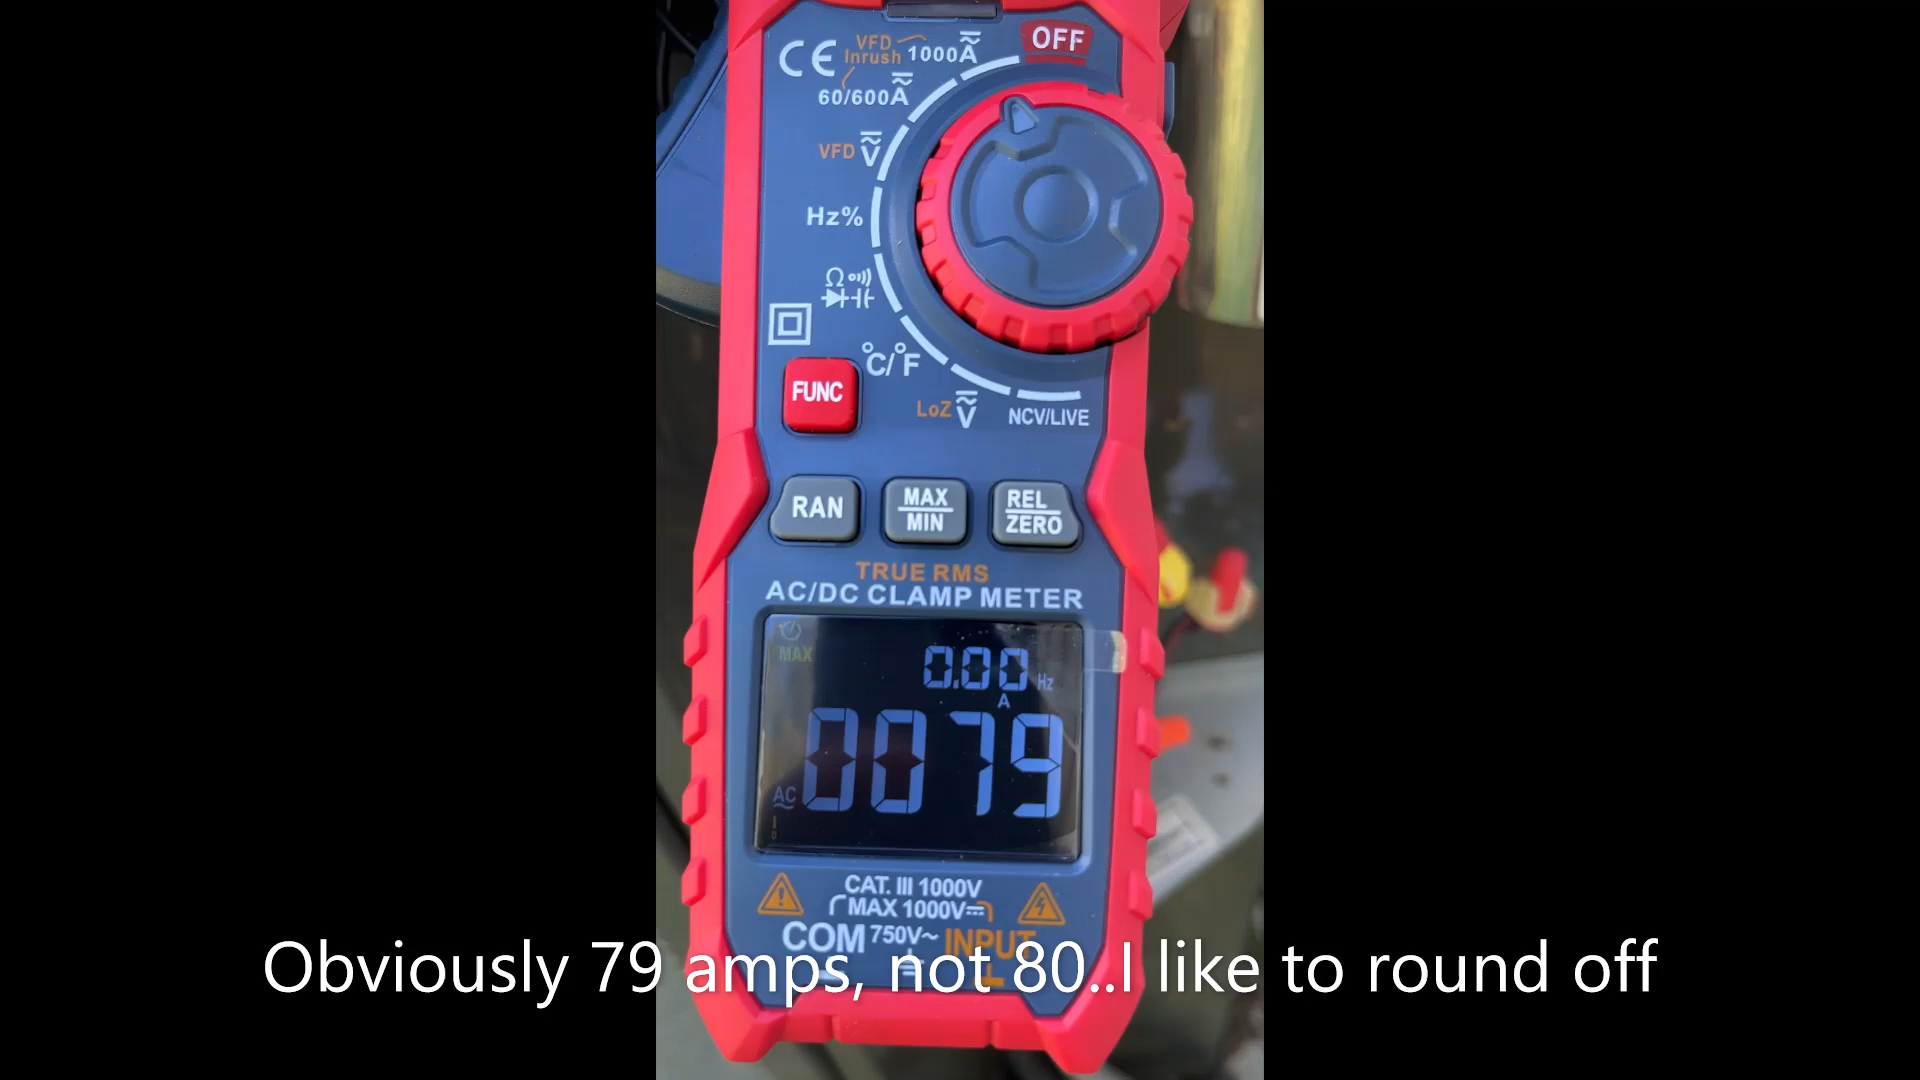 CE VFD Inrush 1000A OFF
60/600A
VFD V
Hz%
Ω
°C/°F
FUNC
LoZ V NCV/LIVE
RAN MAX MIN REL ZERO
TRUE RMS
AC/DC CLAMP METER
MAX 0.00 Hz
A
AC 0079
0
CAT. III 1000V
MAX 1000V
COM 750V~ INPUT
Obviously 79 amps, not 80..I like to round off